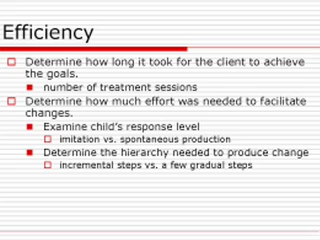 Efficiency
Determine how long it took for the client to achieve
the goals.
number of treatment sessions
Determine how much effort was needed to facilitate
changes.
Examine child's response level
imitation vs. spontaneous production
Determine the hierarchy needed to produce change
incremental steps vs. a few gradual steps